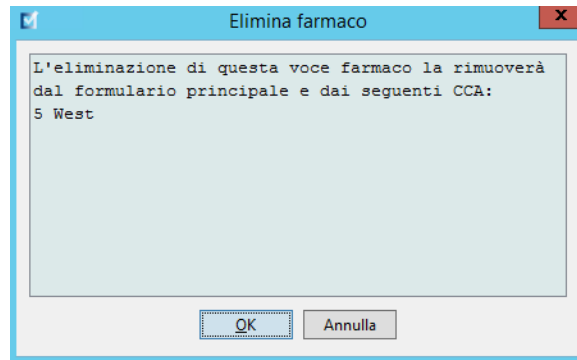 Elimina farmaco
L'eliminazione di questa voce farmaco la rimuoverà
dal formulario principale e dai seguenti CCA:
5 West
OK
Annulla